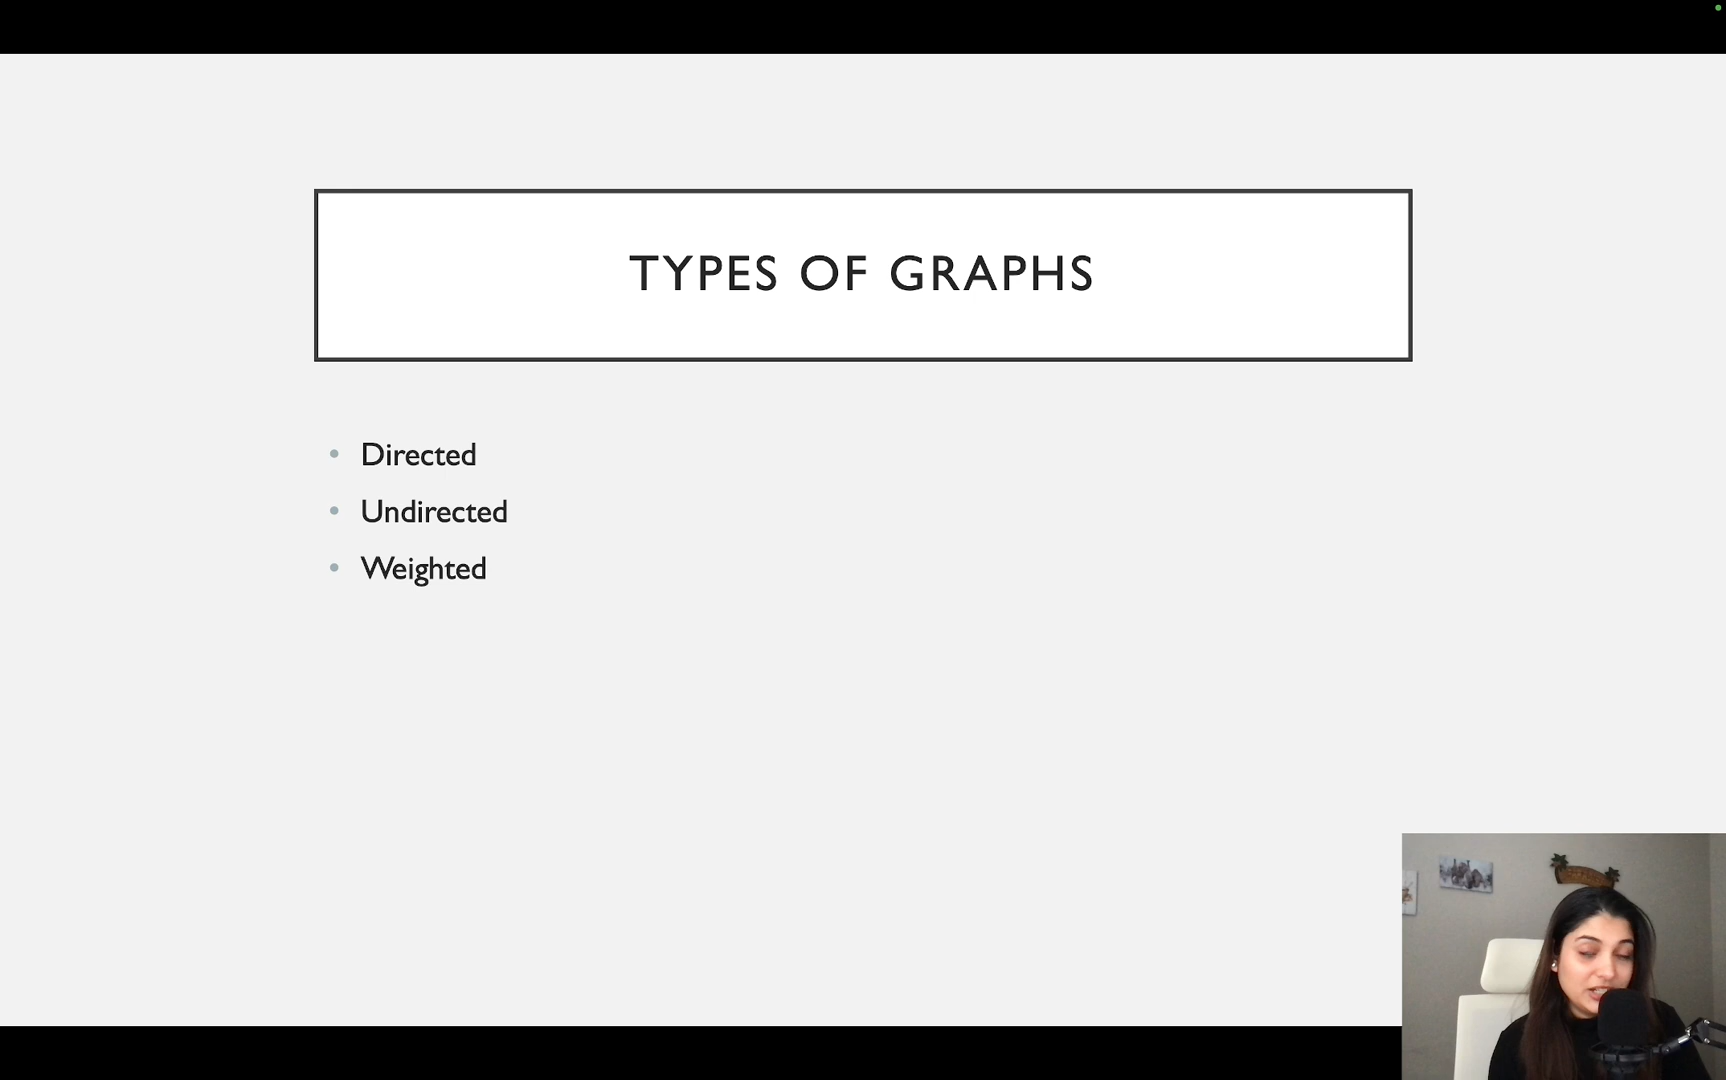 TYPES OF GRAPHS
• Directed
• Undirected
• Weighted